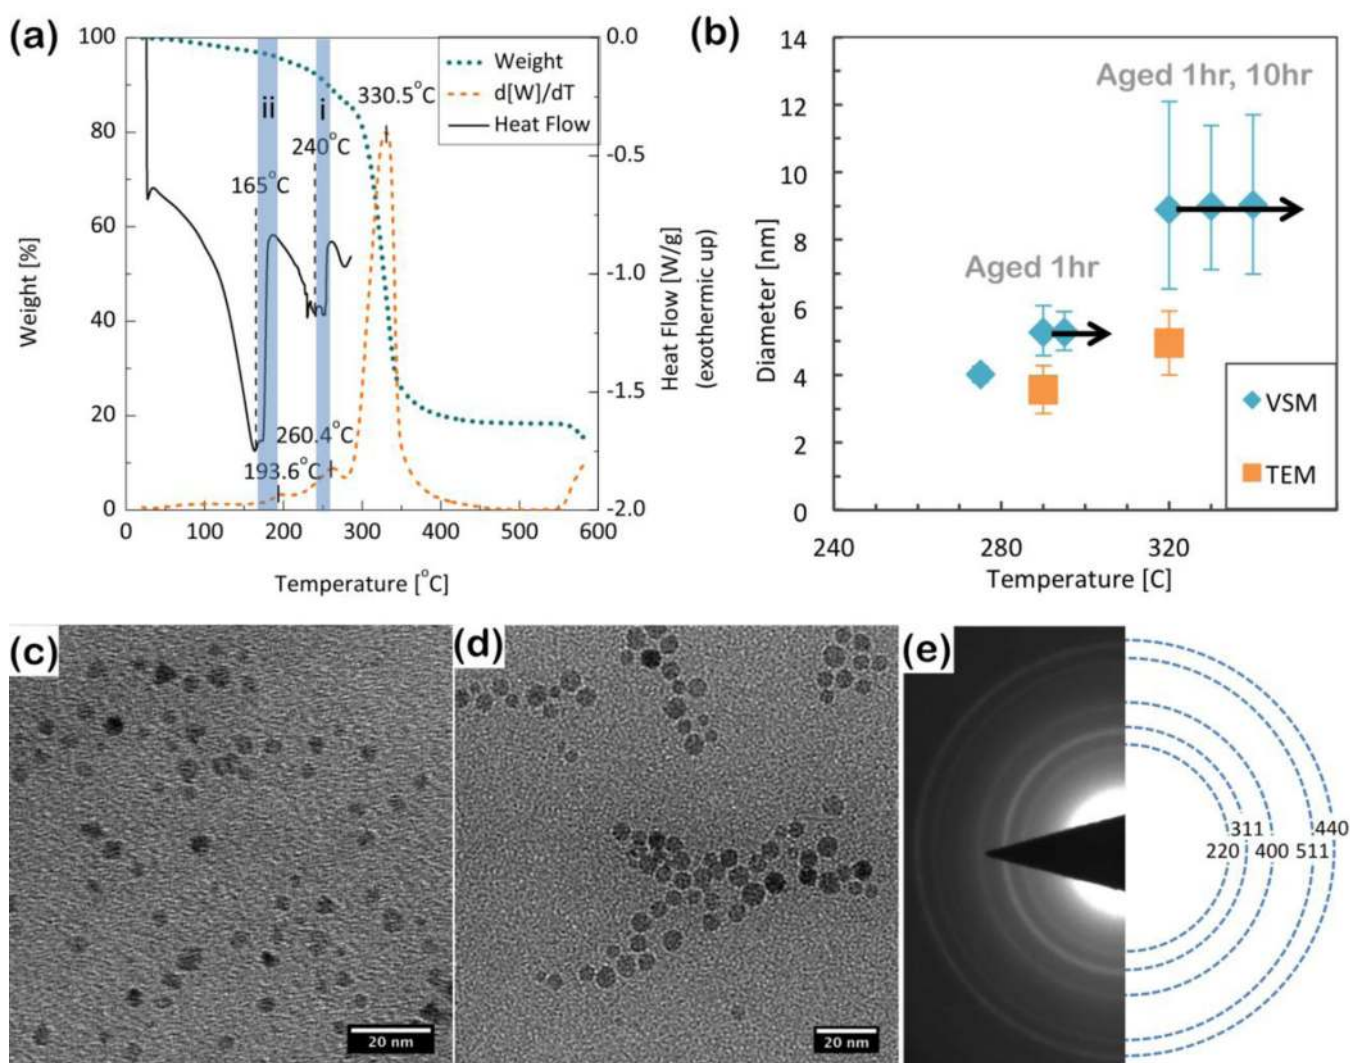 (a)
100
80
60
40
20
0
Weight [%]
0
100
200
300
400
500
600
Temperature [°C]
0.0
-0.5
-1.0
-1.5
-2.0
Heat Flow [W/g]
(exothermic up)
Weight
d[W]/dT
Heat Flow
ii
i
330.5°C
240°C
165°C
260.4°C
193.6°C
(b)
14
12
10
8
6
4
2
0
Diameter [nm]
240
280
320
Temperature [C]
Aged 1hr, 10hr
Aged 1hr
VSM
TEM
(c)
20 nm
(d)
20 nm
(e)
311
440
220
400
511